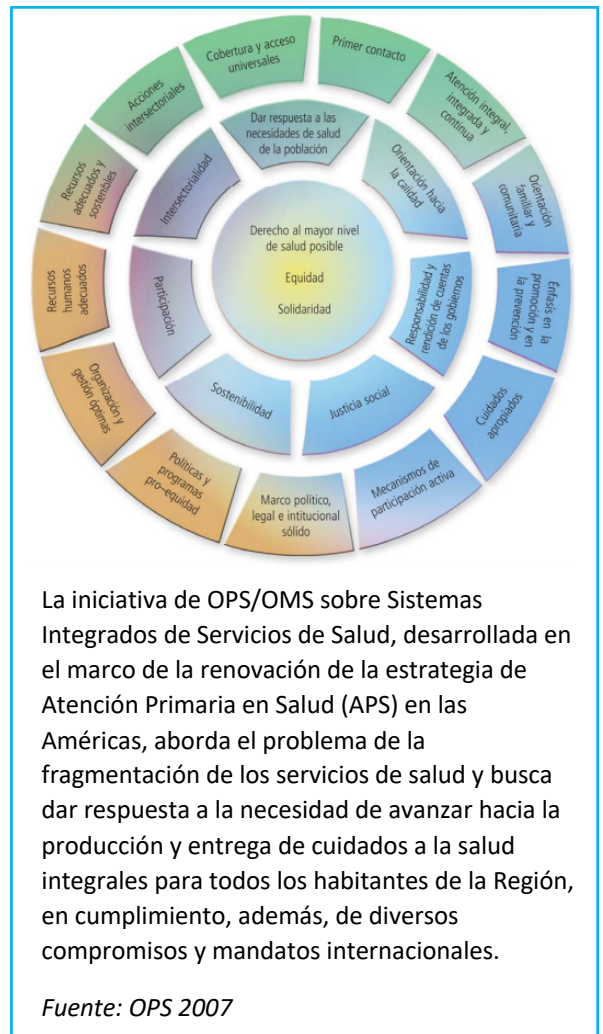 Cobertura y acceso
universales
Primer contacto
Atención integral,
integrada y
continua
Orientación
familiar y
comunitaria
Énfasis en la
promoción y en
la prevención
Cuidados
apropiados
Mecanismos de
participación activa
Marco político,
legal e intitucional
sólido
Políticas y
programas
pro-equidad
Organización y
gestión óptimas
Recursos
humanos
adecuados
Recursos
adecuados y
sostenibles
Acciones
intersectoriales
Dar respuesta a las
necesidades de salud
de la población
Orientación hacia
la calidad
Responsabilidad y
rendición de cuentas
de los gobiernos
Justicia social
Sostenibilidad
Participación
Intersectorialidad
Derecho al mayor nivel
de salud posible
Equidad
Solidaridad
La iniciativa de OPS/OMS sobre Sistemas
Integrados de Servicios de Salud, desarrollada en
el marco de la renovación de la estrategia de
Atención Primaria en Salud (APS) en las
Américas, aborda el problema de la
fragmentación de los servicios de salud y busca
dar respuesta a la necesidad de avanzar hacia la
producción y entrega de cuidados a la salud
integrales para todos los habitantes de la Región,
en cumplimiento, además, de diversos
compromisos y mandatos internacionales.
Fuente: OPS 2007